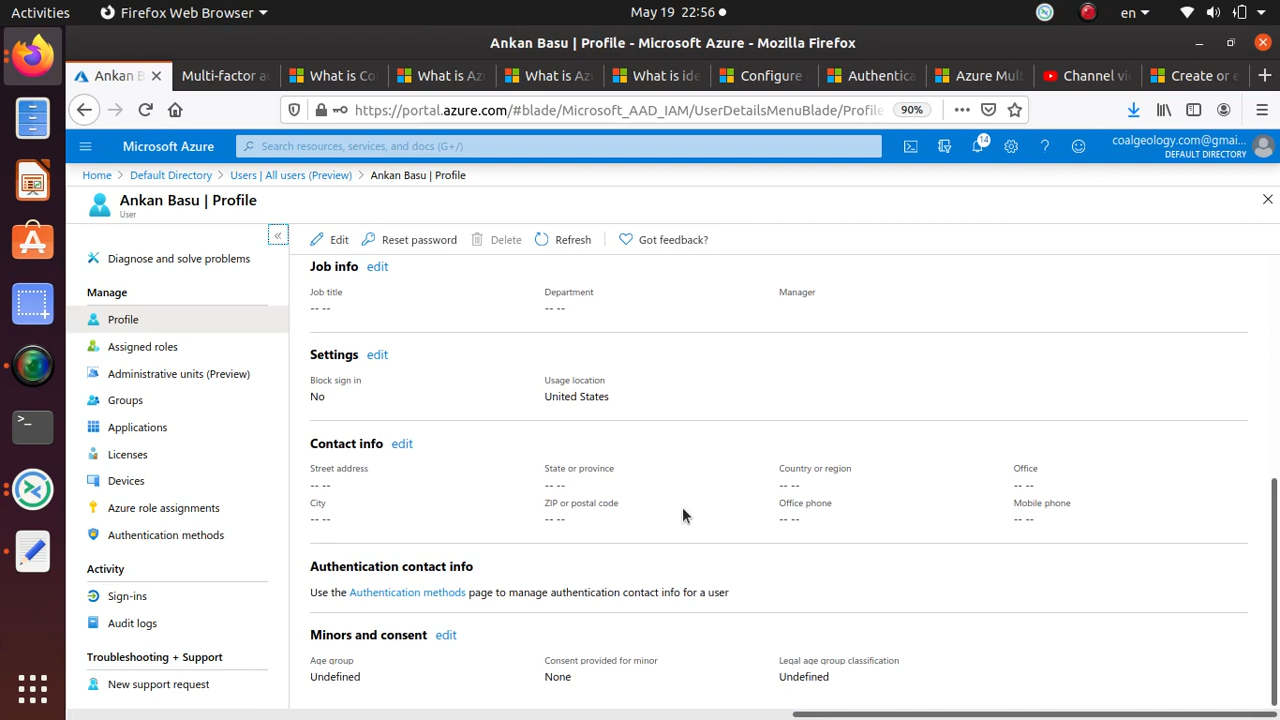 Activities Firefox Web Browser May 19 22:56 en
Ankan Basu | Profile - Microsoft Azure - Mozilla Firefox
Ankan B Multi-factor au What is Co What is Az What is Az What is ide Configure Authentica Azure Mult Channel vi Create or e
https://portal.azure.com/#blade/Microsoft_AAD_IAM/UserDetailsMenuBlade/Profile 90%
Microsoft Azure Search resources, services, and docs (G+/) 14 coalgeology.com@gmai...
DEFAULT DIRECTORY
Home Default Directory Users | All users (Preview) Ankan Basu | Profile
Ankan Basu | Profile
User
Diagnose and solve problems
Manage
Profile
Assigned roles
Administrative units (Preview)
Groups
Applications
Licenses
Devices
Azure role assignments
Authentication methods
Activity
Sign-ins
Audit logs
Troubleshooting + Support
New support request
Edit Reset password Delete Refresh Got feedback?
Job info edit
Job title Department Manager
-- -- -- --
Settings edit
Block sign in Usage location
No United States
Contact info edit
Street address State or province Country or region Office
-- -- -- -- -- -- -- --
City ZIP or postal code Office phone Mobile phone
-- -- -- -- -- -- -- --
Authentication contact info
Use the Authentication methods page to manage authentication contact info for a user
Minors and consent edit
Age group Consent provided for minor Legal age group classification
Undefined None Undefined